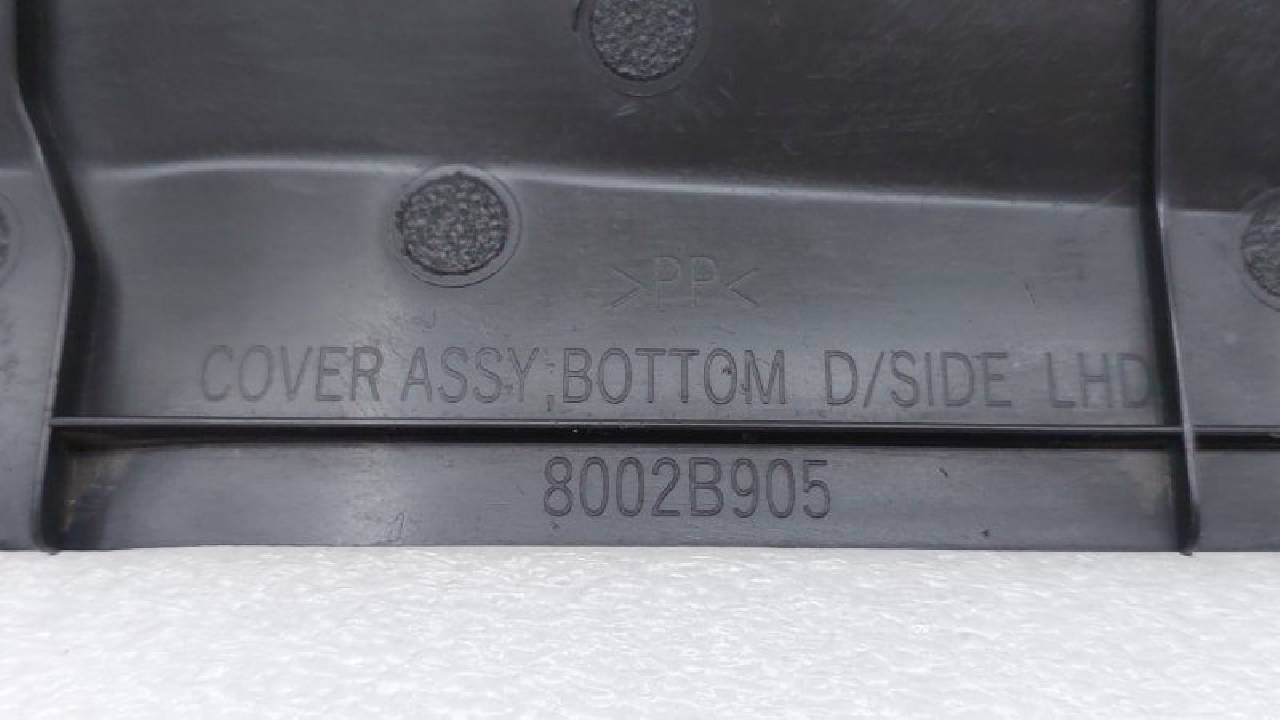 >PP<
COVER ASSY,BOTTOM D/SIDE LHD
8002B905